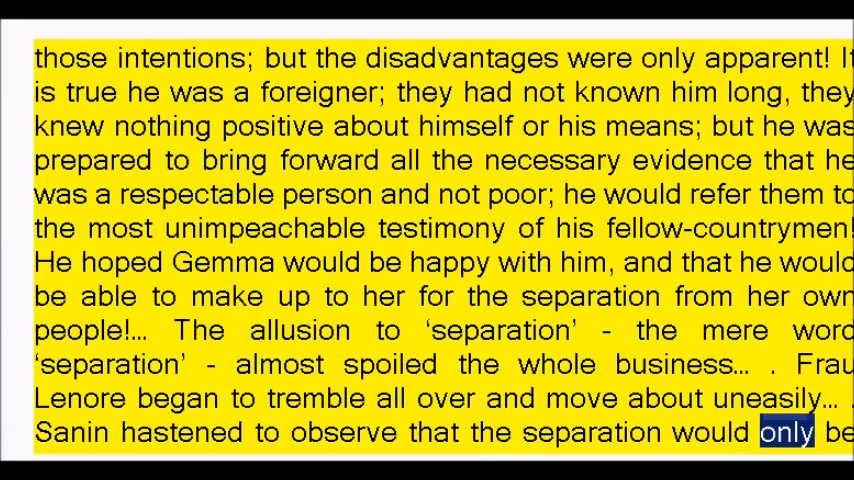 those intentions; but the disadvantages were only apparent! It
is true he was a foreigner; they had not known him long, they
knew nothing positive about himself or his means; but he was
prepared to bring forward all the necessary evidence that he
was a respectable person and not poor; he would refer them to
the most unimpeachable testimony of his fellow-countrymen!
He hoped Gemma would be happy with him, and that he would
be able to make up to her for the separation from her own
people!... The allusion to ‘separation’ - the mere word
‘separation’ - almost spoiled the whole business... . Frau
Lenore began to tremble all over and move about uneasily... .
Sanin hastened to observe that the separation would only be